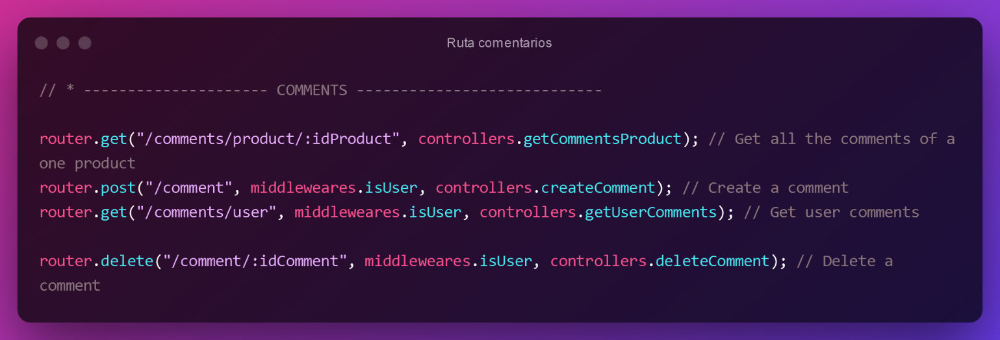 Ruta comentarios
// * --------------------- COMMENTS ----------------------------
router.get("/comments/product/:idProduct", controllers.getCommentsProduct); // Get all the comments of a
one product
router.post("/comment", middleweares.isUser, controllers.createComment); // Create a comment
router.get("/comments/user", middleweares.isUser, controllers.getUserComments); // Get user comments
router.delete("/comment/:idComment", middleweares.isUser, controllers.deleteComment); // Delete a
comment